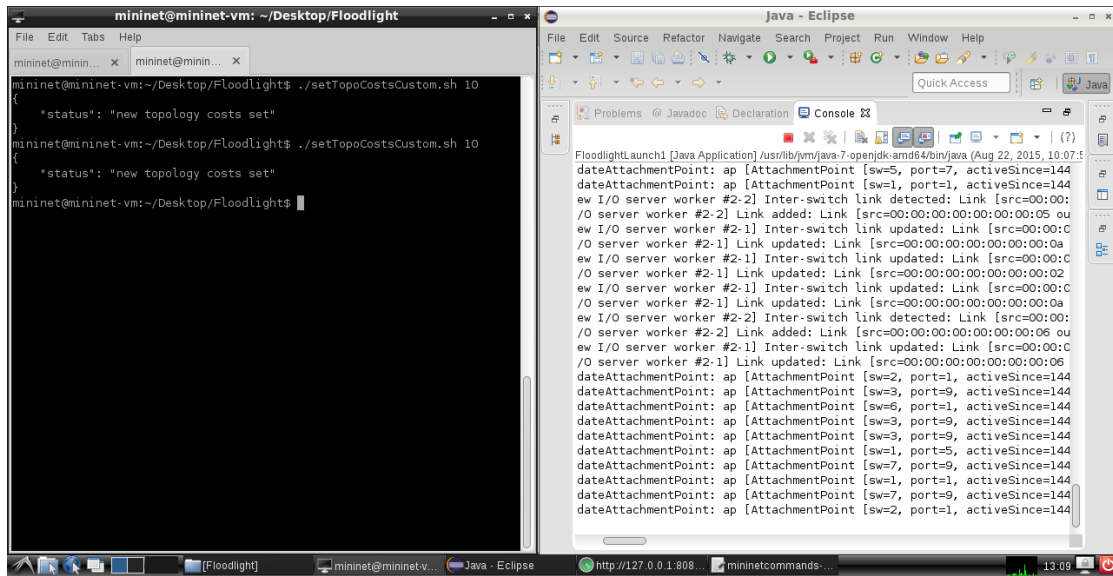 mininet@mininet-vm: ~/Desktop/Floodlight
File Edit Tabs Help
mininet@minin... x mininet@minin... x
mininet@mininet-vm:~/Desktop/Floodlight$ ./setTopoCostsCustom.sh 10
{
    "status": "new topology costs set"
}
mininet@mininet-vm:~/Desktop/Floodlight$ ./setTopoCostsCustom.sh 10
{
    "status": "new topology costs set"
}
mininet@mininet-vm:~/Desktop/Floodlight$
Java - Eclipse
File Edit Source Refactor Navigate Search Project Run Window Help
Quick Access
Java
Problems @ Javadoc Declaration Console
FloodlightLaunch1 [Java Application] /usr/lib/jvm/java-7-openjdk-amd64/bin/java (Aug 22, 2015, 10:07:5
dateAttachmentPoint: ap [AttachmentPoint [sw=5, port=7, activeSince=144
dateAttachmentPoint: ap [AttachmentPoint [sw=1, port=1, activeSince=144
ew I/O server worker #2-2] Inter-switch link detected: Link [src=00:00:
/O server worker #2-2] Link added: Link [src=00:00:00:00:00:00:00:05 ou
ew I/O server worker #2-1] Inter-switch link updated: Link [src=00:00:0
/O server worker #2-1] Link updated: Link [src=00:00:00:00:00:00:00:0a
ew I/O server worker #2-1] Inter-switch link updated: Link [src=00:00:0
/O server worker #2-1] Link updated: Link [src=00:00:00:00:00:00:00:02
ew I/O server worker #2-1] Inter-switch link updated: Link [src=00:00:0
/O server worker #2-1] Link updated: Link [src=00:00:00:00:00:00:00:0a
ew I/O server worker #2-2] Inter-switch link detected: Link [src=00:00:
/O server worker #2-2] Link added: Link [src=00:00:00:00:00:00:00:06 ou
ew I/O server worker #2-1] Inter-switch link updated: Link [src=00:00:0
/O server worker #2-1] Link updated: Link [src=00:00:00:00:00:00:00:06
dateAttachmentPoint: ap [AttachmentPoint [sw=2, port=1, activeSince=144
dateAttachmentPoint: ap [AttachmentPoint [sw=3, port=9, activeSince=144
dateAttachmentPoint: ap [AttachmentPoint [sw=6, port=1, activeSince=144
dateAttachmentPoint: ap [AttachmentPoint [sw=3, port=9, activeSince=144
dateAttachmentPoint: ap [AttachmentPoint [sw=3, port=9, activeSince=144
dateAttachmentPoint: ap [AttachmentPoint [sw=1, port=5, activeSince=144
dateAttachmentPoint: ap [AttachmentPoint [sw=7, port=9, activeSince=144
dateAttachmentPoint: ap [AttachmentPoint [sw=1, port=1, activeSince=144
dateAttachmentPoint: ap [AttachmentPoint [sw=7, port=9, activeSince=144
dateAttachmentPoint: ap [AttachmentPoint [sw=2, port=1, activeSince=144
[Floodlight] mininet@mininet-v... Java - Eclipse http://127.0.0.1:808... mininetcommands-... 13:09